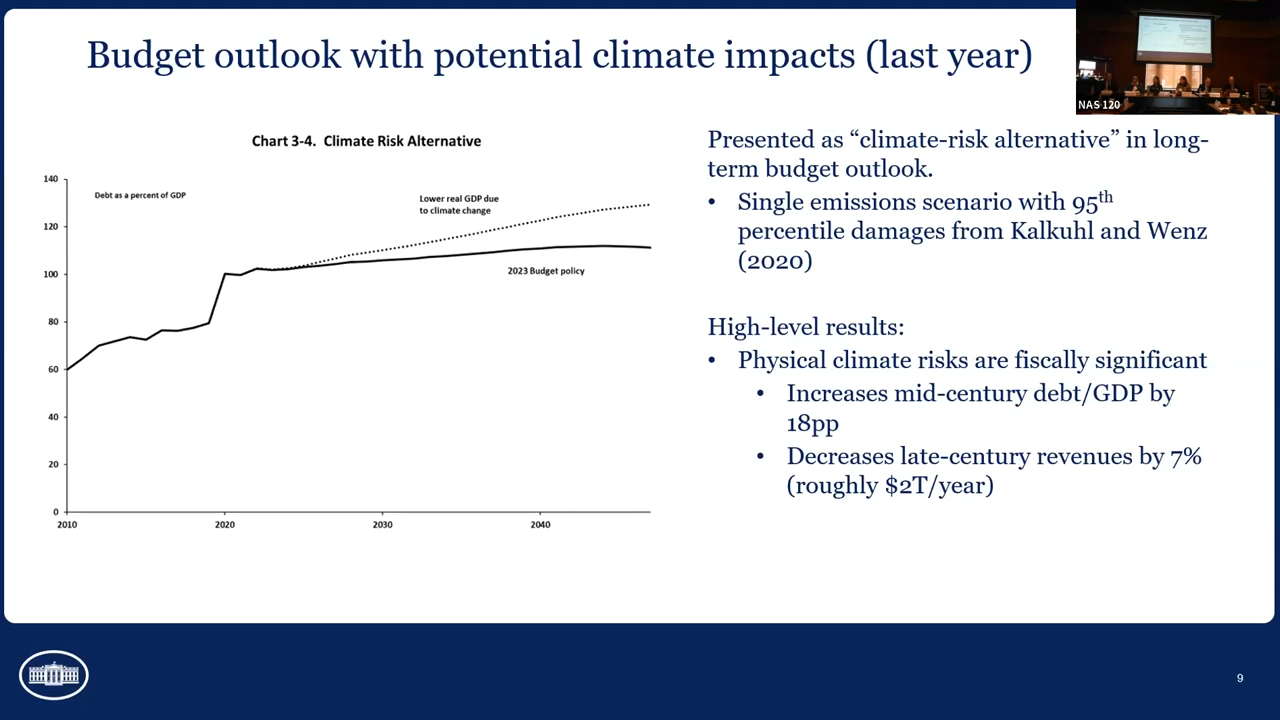 Budget outlook with potential climate impacts (last year)
NAS 120
Chart 3-4. Climate Risk Alternative
140
120
100
80
60
40
20
0
Debt as a percent of GDP
Lower real GDP due
to climate change
2023 Budget policy
2010
2020
2030
2040
Presented as “climate-risk alternative” in long-
term budget outlook.
• Single emissions scenario with 95th
percentile damages from Kalkuhl and Wenz
(2020)
High-level results:
• Physical climate risks are fiscally significant
• Increases mid-century debt/GDP by
18pp
• Decreases late-century revenues by 7%
(roughly $2T/year)
9